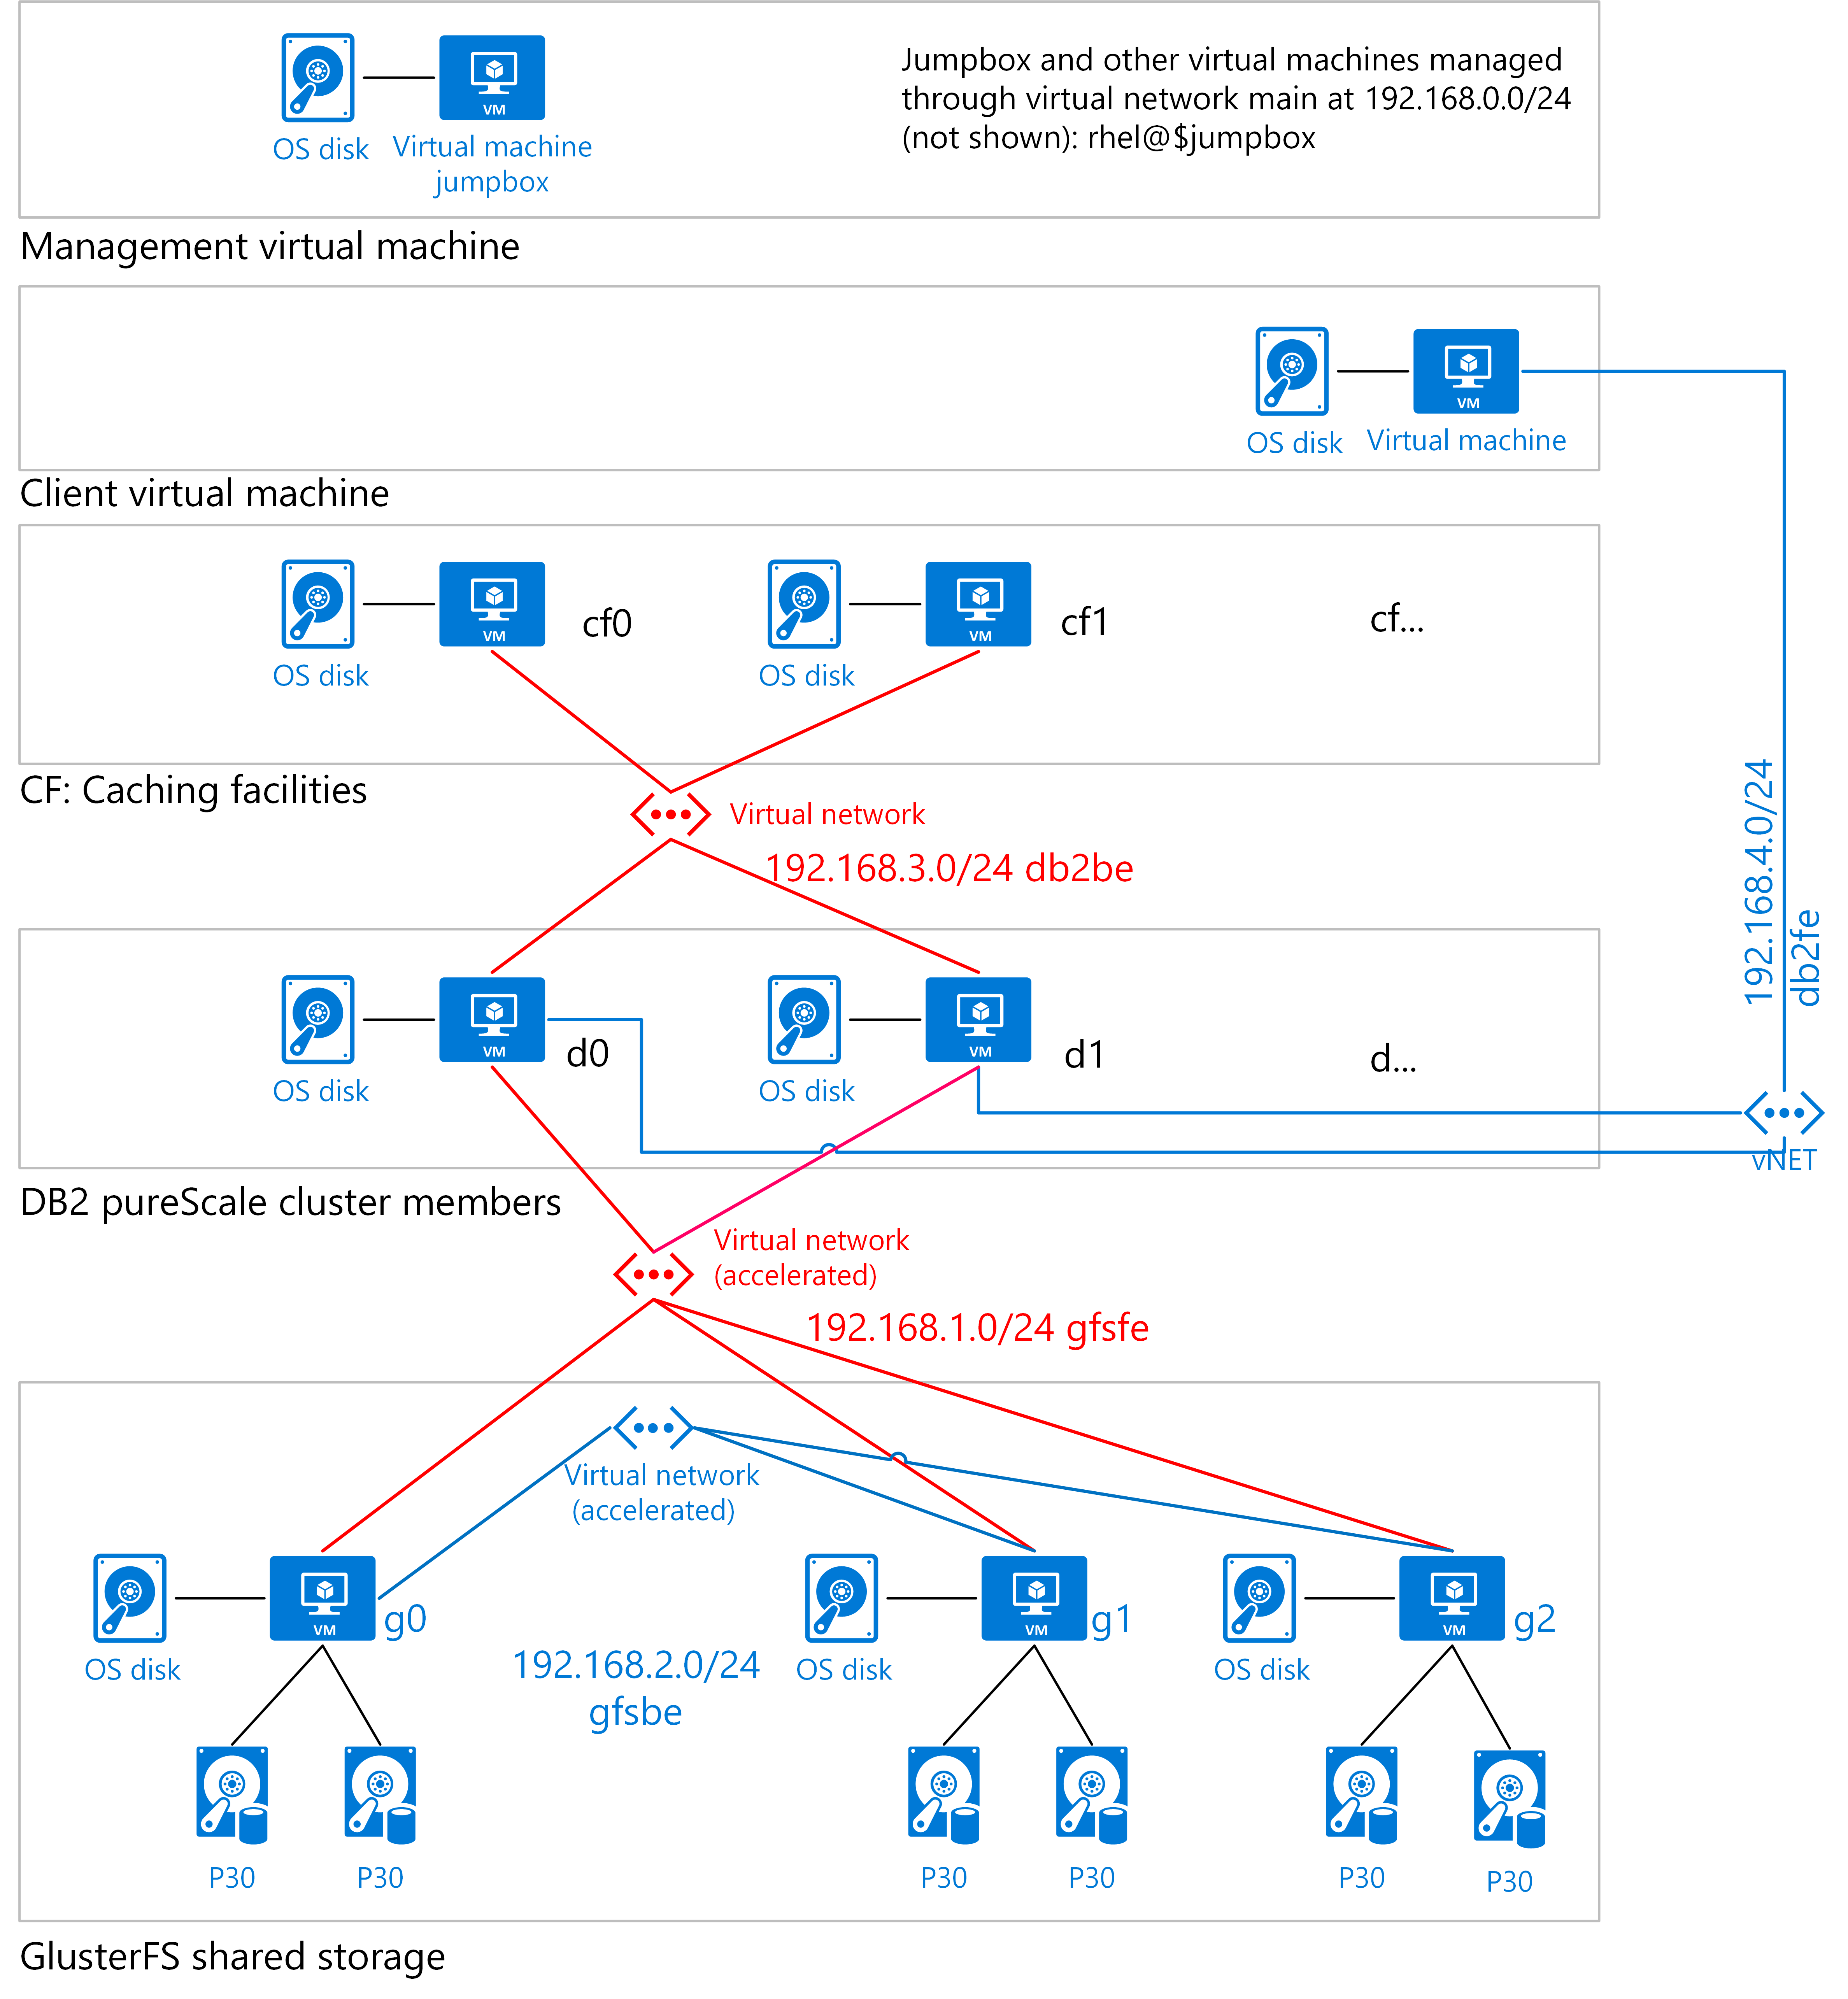 Jumpbox and other virtual machines managed
through virtual network main at 192.168.0.0/24
(not shown): rhel@$jumpbox
VM
OS disk
Virtual machine
jumpbox
Management virtual machine
VM
OS disk
Virtual machine
Client virtual machine
VM
cf0
OS disk
VM
cf1
OS disk
cf...
CF: Caching facilities
Virtual network
192.168.3.0/24 db2be
192.168.4.0/24
db2fe
VM
d0
OS disk
VM
d1
OS disk
d...
vNET
DB2 pureScale cluster members
Virtual network
(accelerated)
192.168.1.0/24 gfsfe
Virtual network
(accelerated)
VM
g0
OS disk
192.168.2.0/24
gfsbe
VM
g1
OS disk
VM
g2
OS disk
P30
P30
P30
P30
P30
P30
GlusterFS shared storage